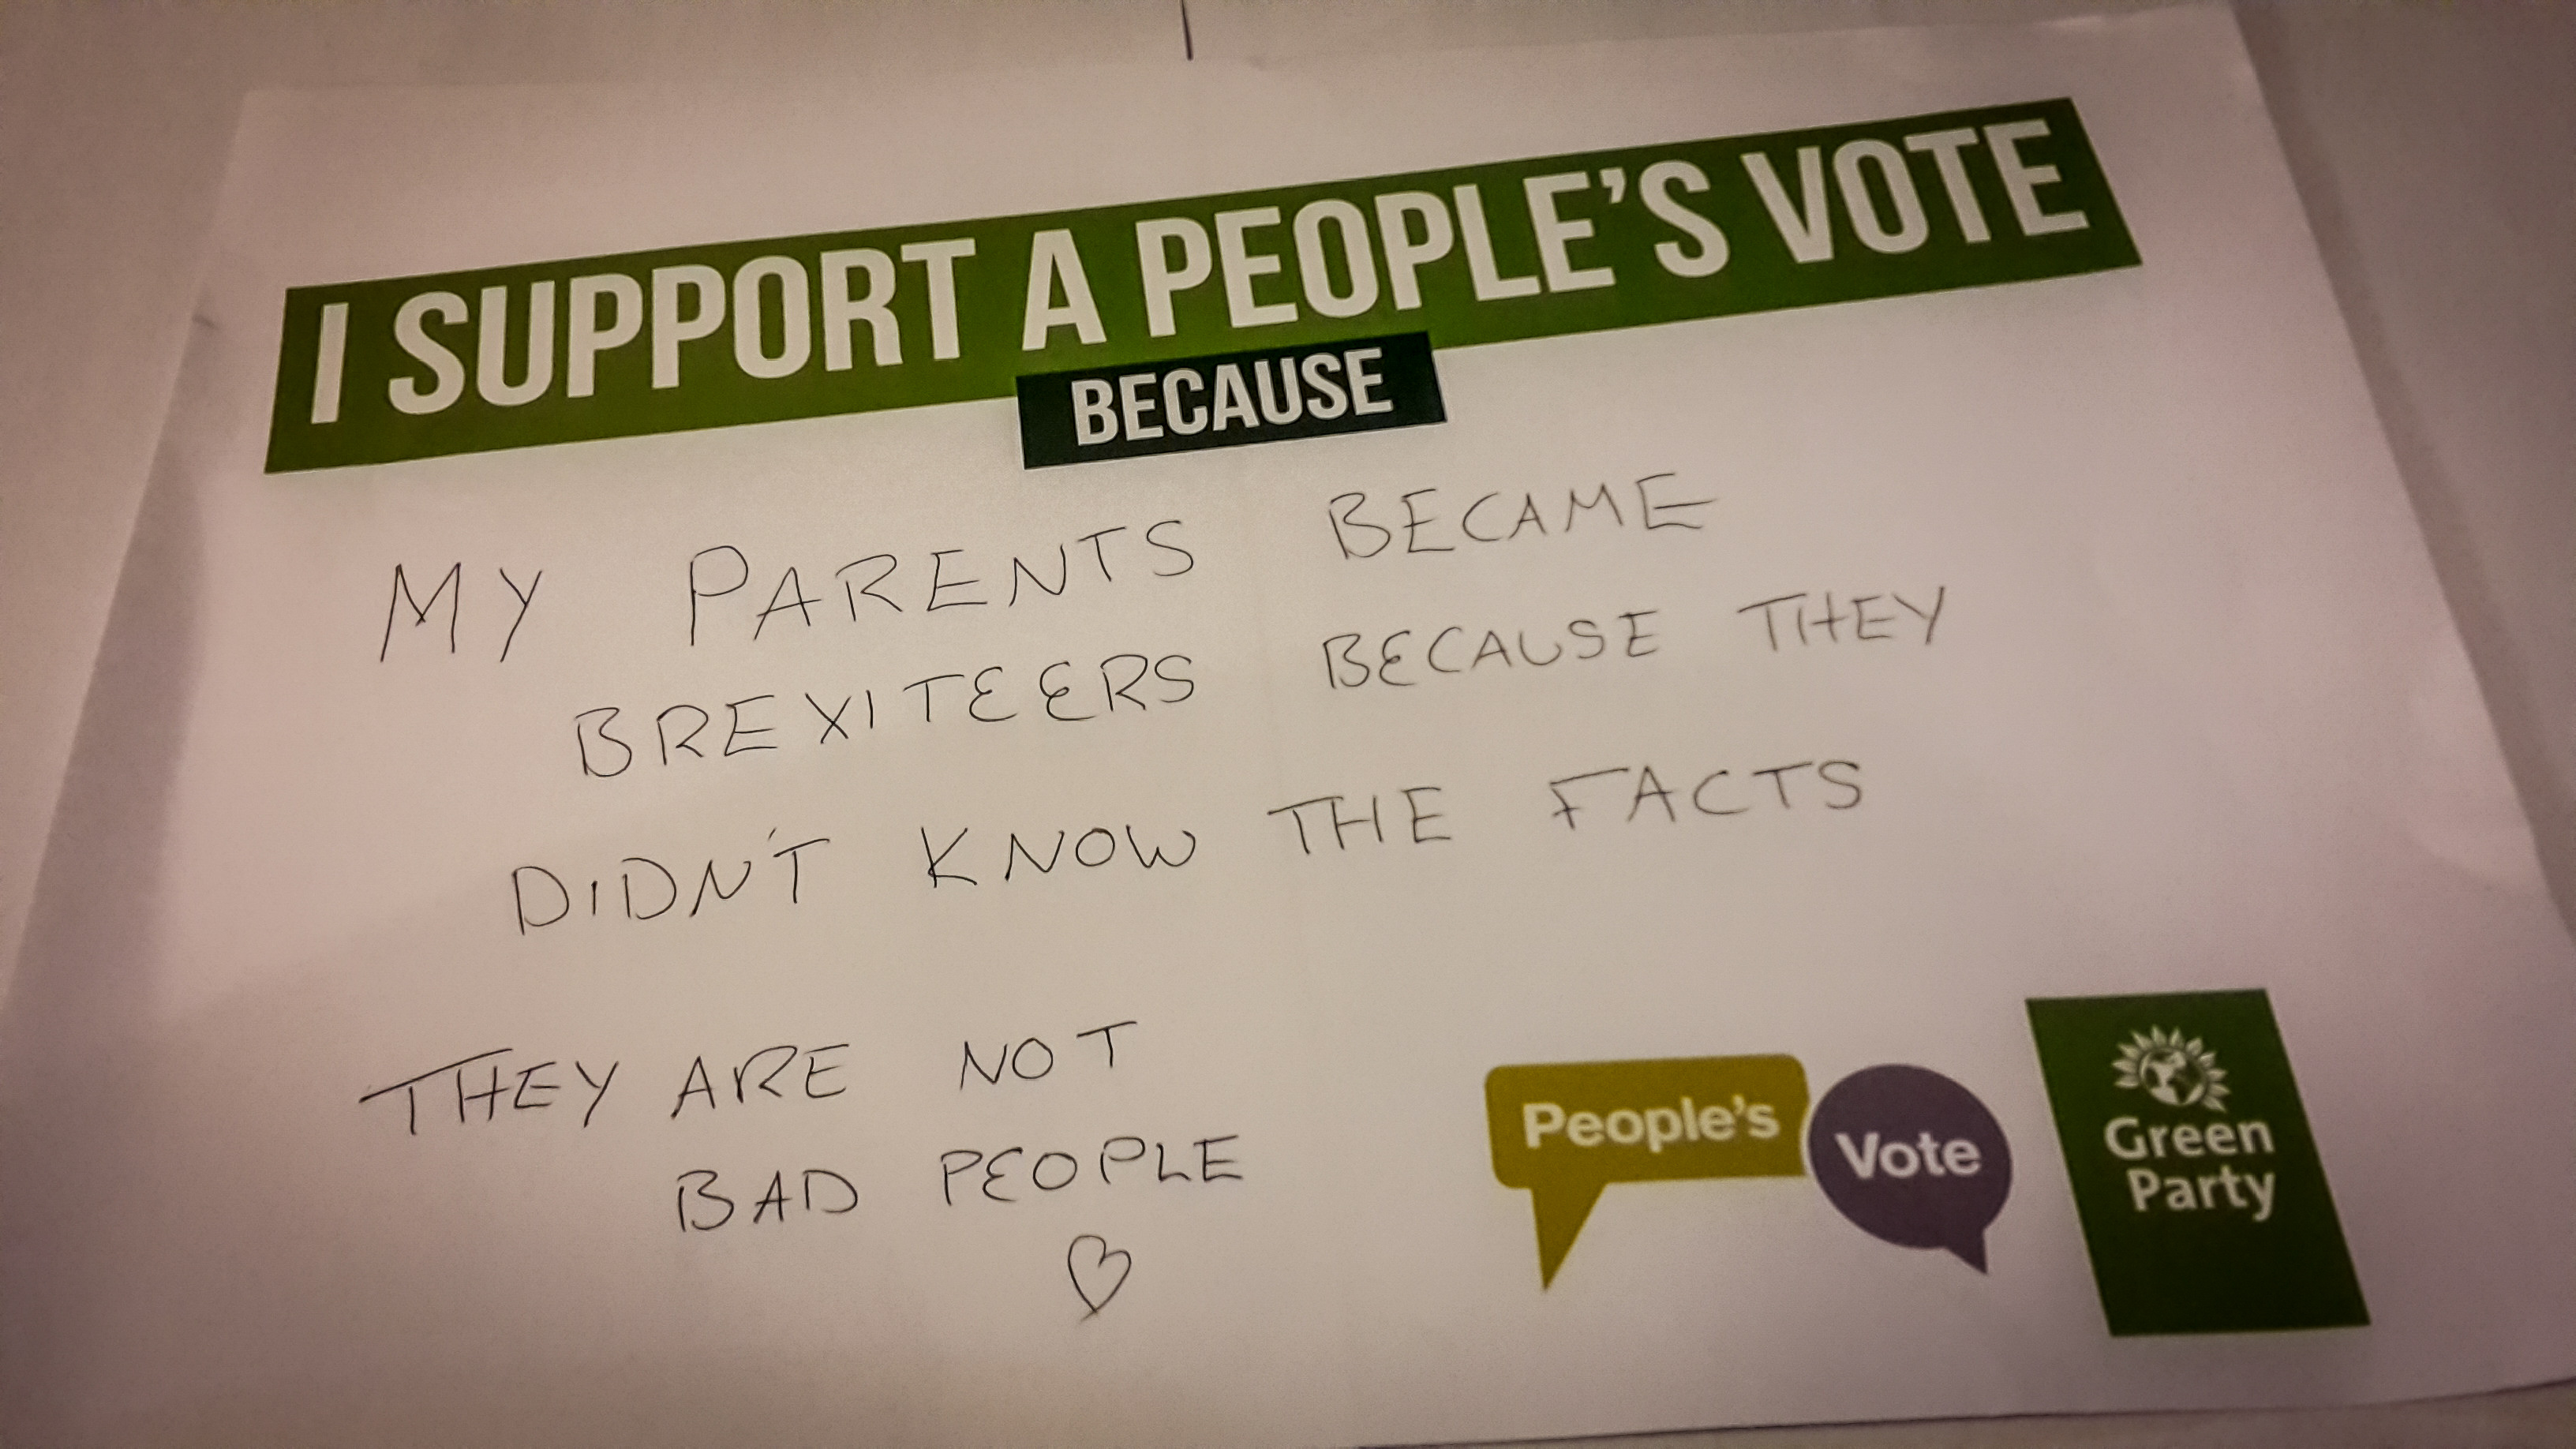 I SUPPORT A PEOPLE'S VOTE
BECAUSE
MY PARENTS BECAME
BREXITEERS BECAUSE THEY
DIDN'T KNOW THE FACTS
THEY ARE NOT
BAD PEOPLE
People's Vote
Green
Party